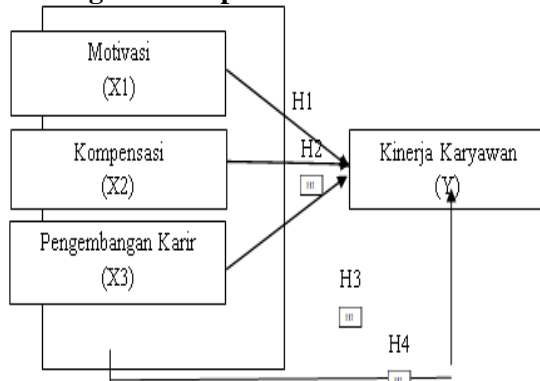 Motivasi
(X1)
H1
Kompensasi
(X2)
H2
Kinerja Karyawan
(Y)
Pengembangan Karir
(X3)
H3
H4